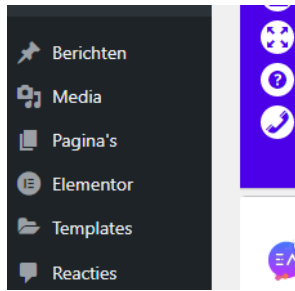 Berichten
Media
Pagina's
Elementor
Templates
Reacties